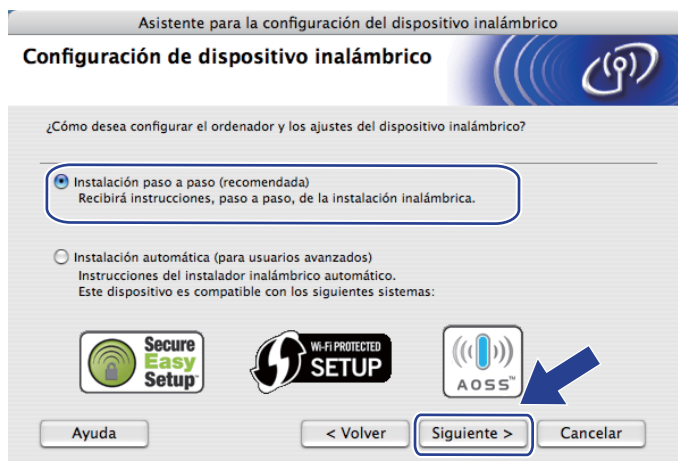 Asistente para la configuración del dispositivo inalámbrico
Configuración de dispositivo inalámbrico
¿Cómo desea configurar el ordenador y los ajustes del dispositivo inalámbrico?
Instalación paso a paso (recomendada)
Recibirá instrucciones, paso a paso, de la instalación inalámbrica.
Instalación automática (para usuarios avanzados)
Instrucciones del instalador inalámbrico automático.
Este dispositivo es compatible con los siguientes sistemas:
Secure
Easy
Setup™
Wi-Fi PROTECTED
SETUP
AOSS™
Ayuda
< Volver
Siguiente >
Cancelar